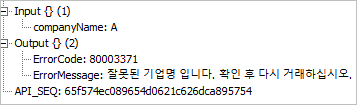 Input {} (1)
companyName: A
Output {} (2)
ErrorCode: 80003371
ErrorMessage: 잘못된 기업명 입니다. 확인 후 다시 거래하십시오.
API_SEQ: 65f574ec089654d0621c626dca895754